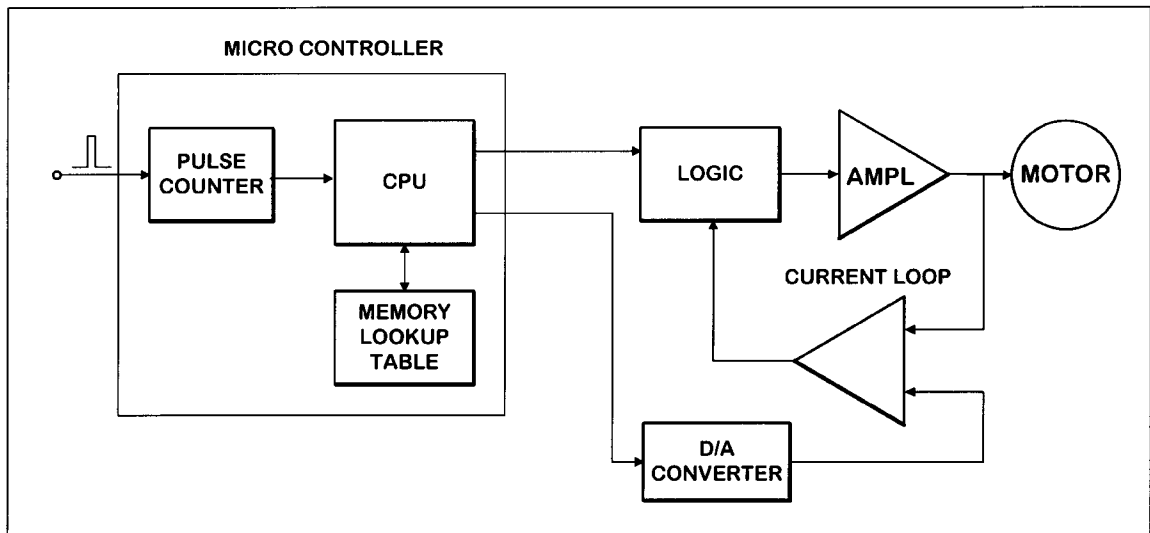 MICRO CONTROLLER
PULSE
COUNTER
CPU
MEMORY
LOOKUP
TABLE
LOGIC
AMPL
MOTOR
CURRENT LOOP
D/A
CONVERTER